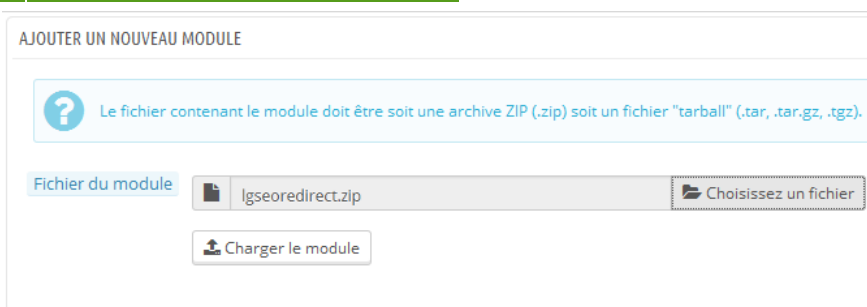 AJOUTER UN NOUVEAU MODULE
Le fichier contenant le module doit être soit une archive ZIP (.zip) soit un fichier "tarball" (.tar, .tar.gz, .tgz).
Fichier du module
lgseoredirect.zip
Choisissez un fichier
Charger le module